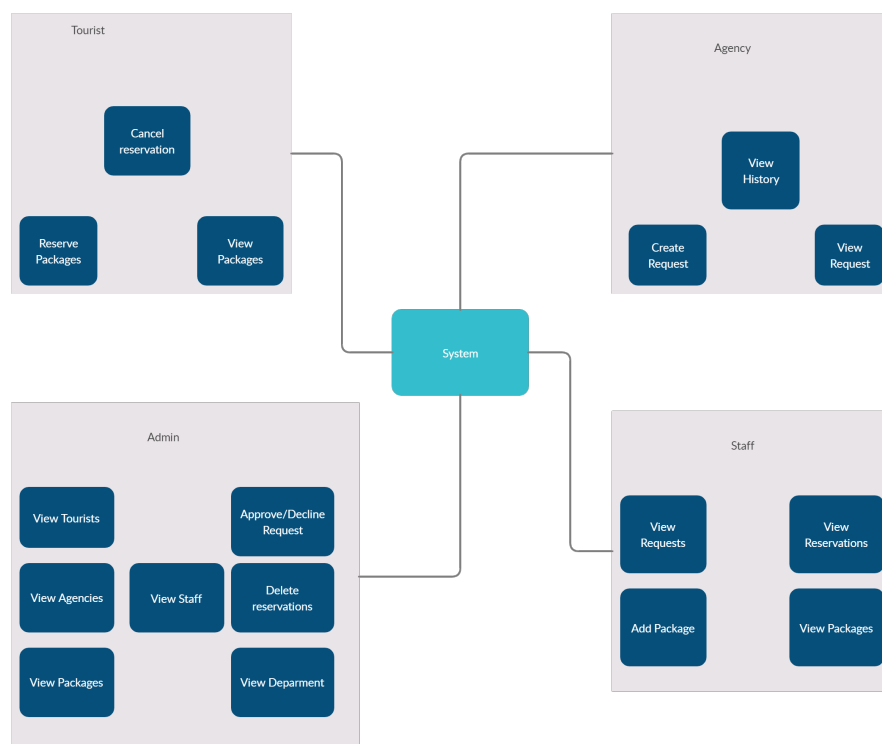 Tourist
Cancel
reservation
Reserve
Packages
View
Packages
Agency
View
History
Create
Request
View
Request
System
Admin
View Tourists
Approve/Decline
Request
View Agencies
View Staff
Delete
reservations
View Packages
View Deparment
Staff
View
Requests
View
Reservations
Add Package
View Packages